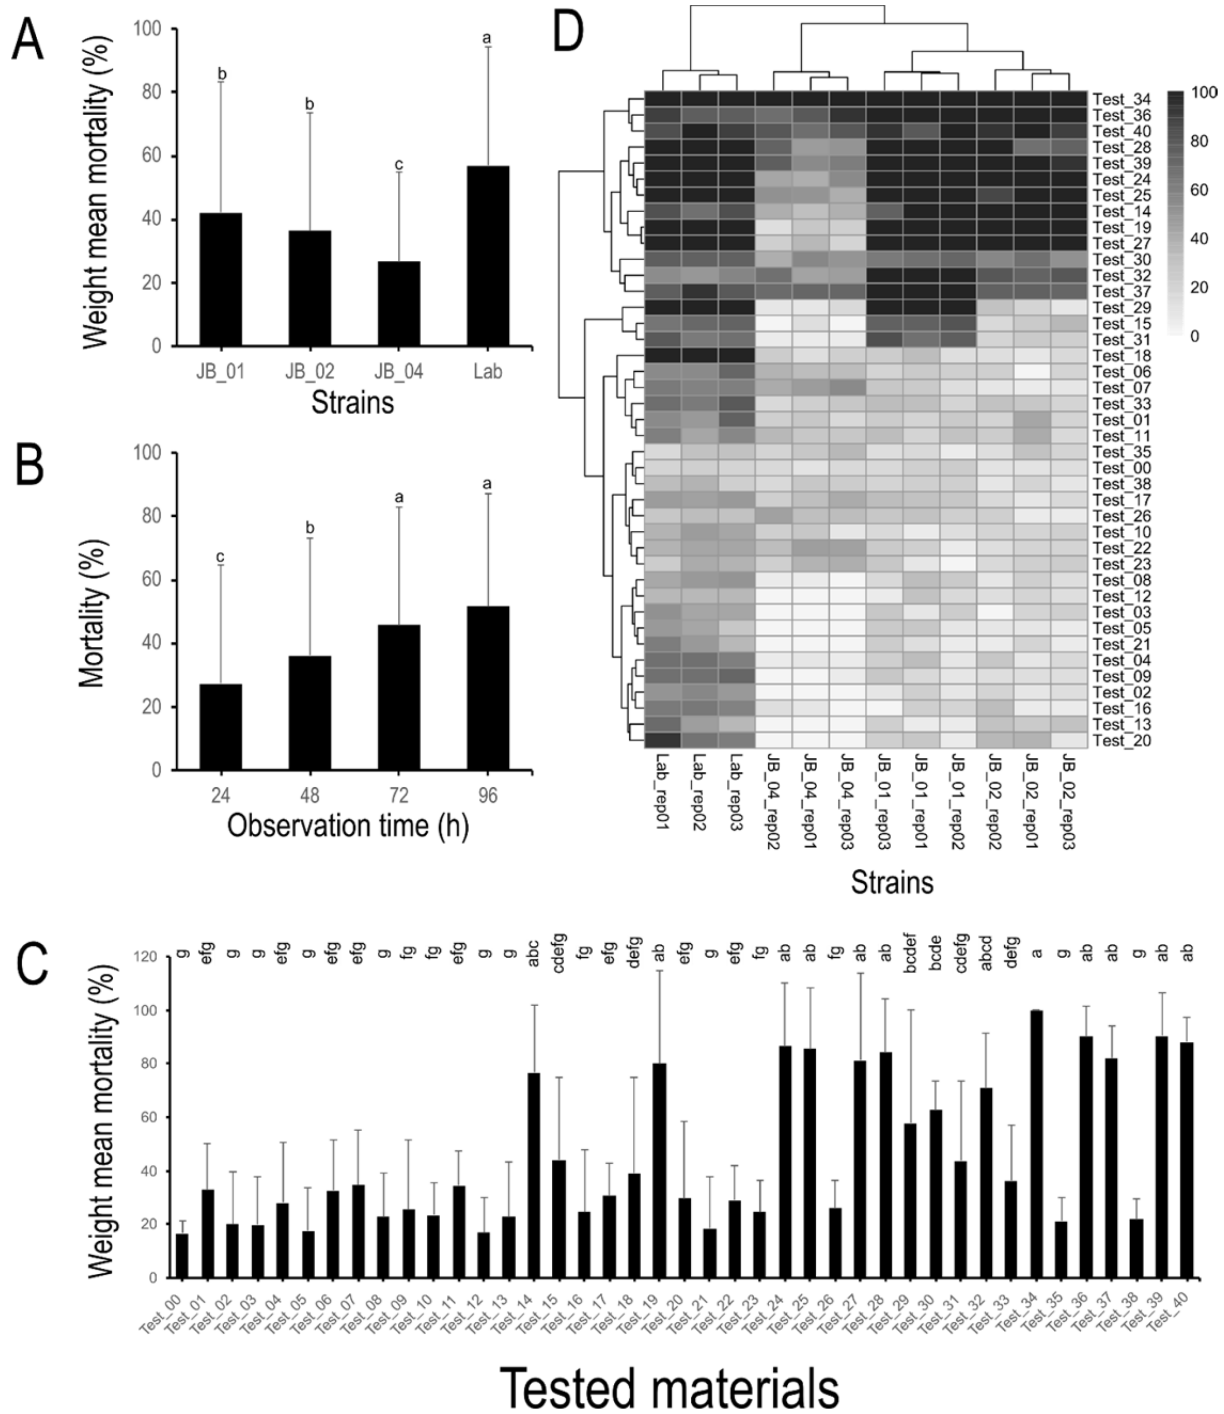 A
Weight mean mortality (%)
100
80
60
40
20
0
b
b
c
a
JB_01
JB_02
JB_04
Lab
Strains
B
Mortality (%)
100
80
60
40
20
0
c
b
a
a
24
48
72
96
Observation time (h)
D
100
80
60
40
20
0
Test_34
Test_36
Test_40
Test_28
Test_39
Test_24
Test_25
Test_14
Test_19
Test_27
Test_30
Test_32
Test_37
Test_29
Test_15
Test_31
Test_18
Test_06
Test_07
Test_33
Test_01
Test_11
Test_35
Test_00
Test_38
Test_17
Test_26
Test_10
Test_22
Test_23
Test_08
Test_12
Test_03
Test_05
Test_21
Test_04
Test_09
Test_02
Test_16
Test_13
Test_20
Lab_rep01
Lab_rep02
Lab_rep03
JB_04_rep02
JB_04_rep01
JB_04_rep03
JB_01_rep03
JB_01_rep01
JB_01_rep02
JB_02_rep02
JB_02_rep01
JB_02_rep03
Strains
C
Weight mean mortality (%)
120
100
80
60
40
20
0
g
efg
g
g
efg
g
efg
efg
g
fg
fg
efg
g
g
abc
cdefg
fg
efg
defg
ab
efg
g
efg
fg
ab
ab
fg
ab
ab
bcdef
bcde
cdefg
abcd
defg
a
g
ab
ab
g
ab
ab
Test_00
Test_01
Test_02
Test_03
Test_04
Test_05
Test_06
Test_07
Test_08
Test_09
Test_10
Test_11
Test_12
Test_13
Test_14
Test_15
Test_16
Test_17
Test_18
Test_19
Test_20
Test_21
Test_22
Test_23
Test_24
Test_25
Test_26
Test_27
Test_28
Test_29
Test_30
Test_31
Test_32
Test_33
Test_34
Test_35
Test_36
Test_37
Test_38
Test_39
Test_40
Tested materials